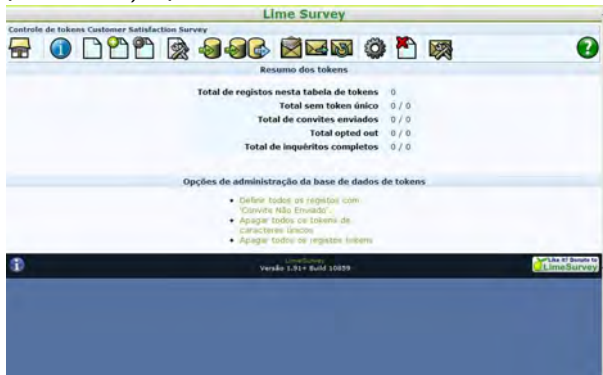 Lime Survey
Controle de tokens Customer Satisfaction Survey
Resumo dos tokens
Total de registos nesta tabela de tokens 0
Total sem token único 0 / 0
Total de convites enviados 0 / 0
Total opted out 0 / 0
Total de inquéritos completos 0 / 0
Opções de administração da base de dados de tokens
Definir todos os registos com
'Convite Não Enviado'.
Apagar todos os tokens de
caracteres únicos
Apagar todos os registos tokens
LimeSurvey
Versão 1.91+ Build 10859
Like it? Donate to
LimeSurvey